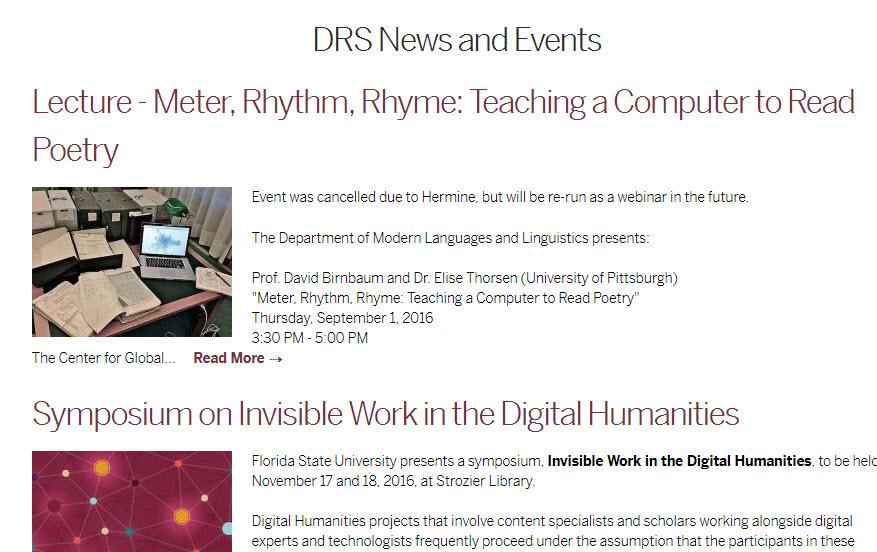 DRS News and Events
Lecture - Meter, Rhythm, Rhyme: Teaching a Computer to Read
Poetry
Event was cancelled due to Hermine, but will be re-run as a webinar in the future.
The Department of Modern Languages and Linguistics presents:
Prof. David Birnbaum and Dr. Elise Thorsen (University of Pittsburgh)
"Meter, Rhythm, Rhyme: Teaching a Computer to Read Poetry"
Thursday, September 1, 2016
3:30 PM - 5:00 PM
The Center for Global... Read More ⇢
Symposium on Invisible Work in the Digital Humanities
Florida State University presents a symposium, Invisible Work in the Digital Humanities, to be held
November 17 and 18, 2016, at Strozier Library.
Digital Humanities projects that involve content specialists and scholars working alongside digital
experts and technologists frequently proceed under the assumption that the participants in these